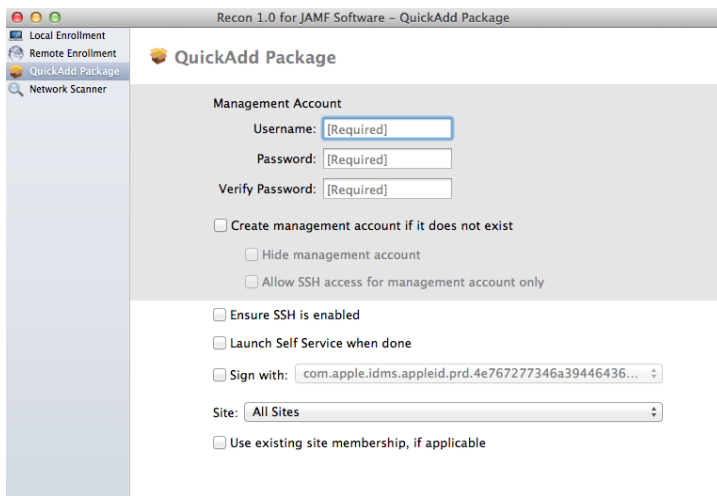 Recon 1.0 for JAMF Software – QuickAdd Package
Local Enrollment
Remote Enrollment
QuickAdd Package
Network Scanner
QuickAdd Package
Management Account
Username: [Required]
Password: [Required]
Verify Password: [Required]
Create management account if it does not exist
Hide management account
Allow SSH access for management account only
Ensure SSH is enabled
Launch Self Service when done
Sign with: com.apple.idms.appleid.prd.4e767277346a39446436...
Site: All Sites
Use existing site membership, if applicable